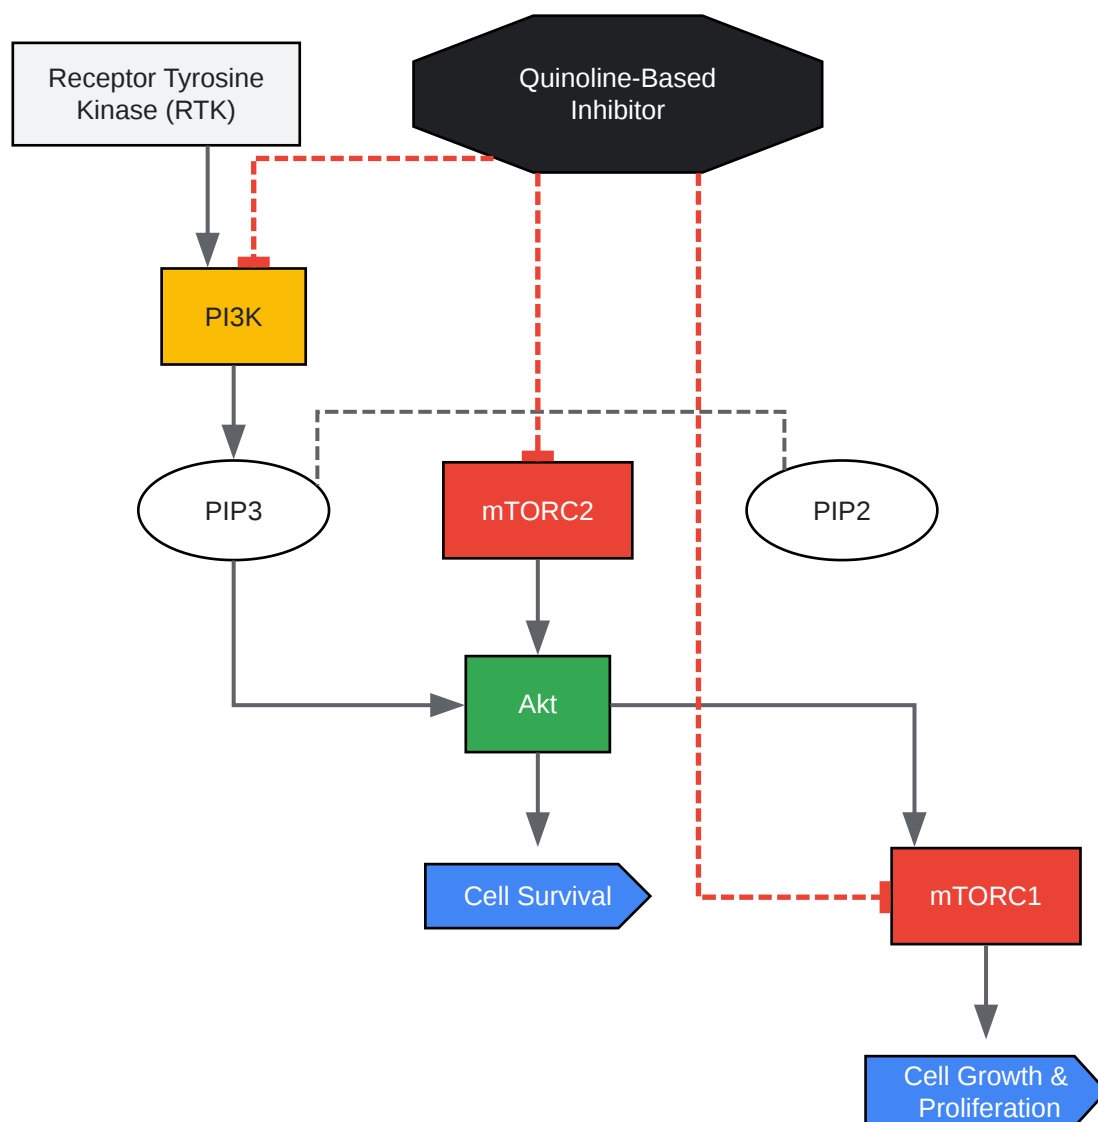 Receptor Tyrosine
Kinase (RTK)
Quinoline-Based
Inhibitor
PI3K
PIP3
mTORC2
PIP2
Akt
Cell Survival
mTORC1
Cell Growth &
Proliferation